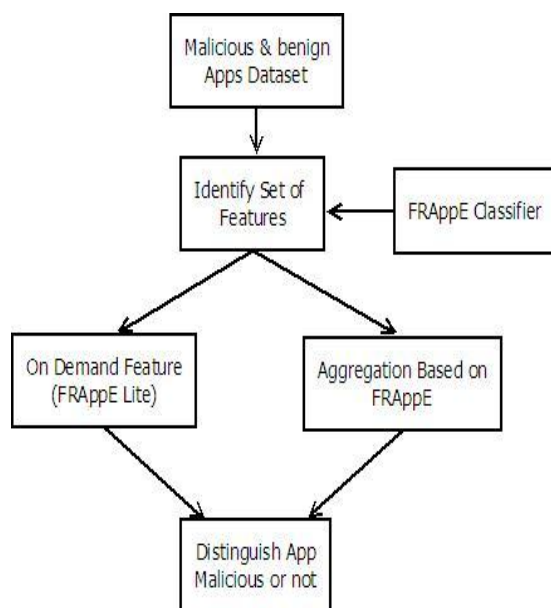 Malicious & benign
Apps Dataset
Identify Set of
Features
FRAppE Classifier
On Demand Feature
(FRAppE Lite)
Aggregation Based on
FRAppE
Distinguish App
Malicious or not